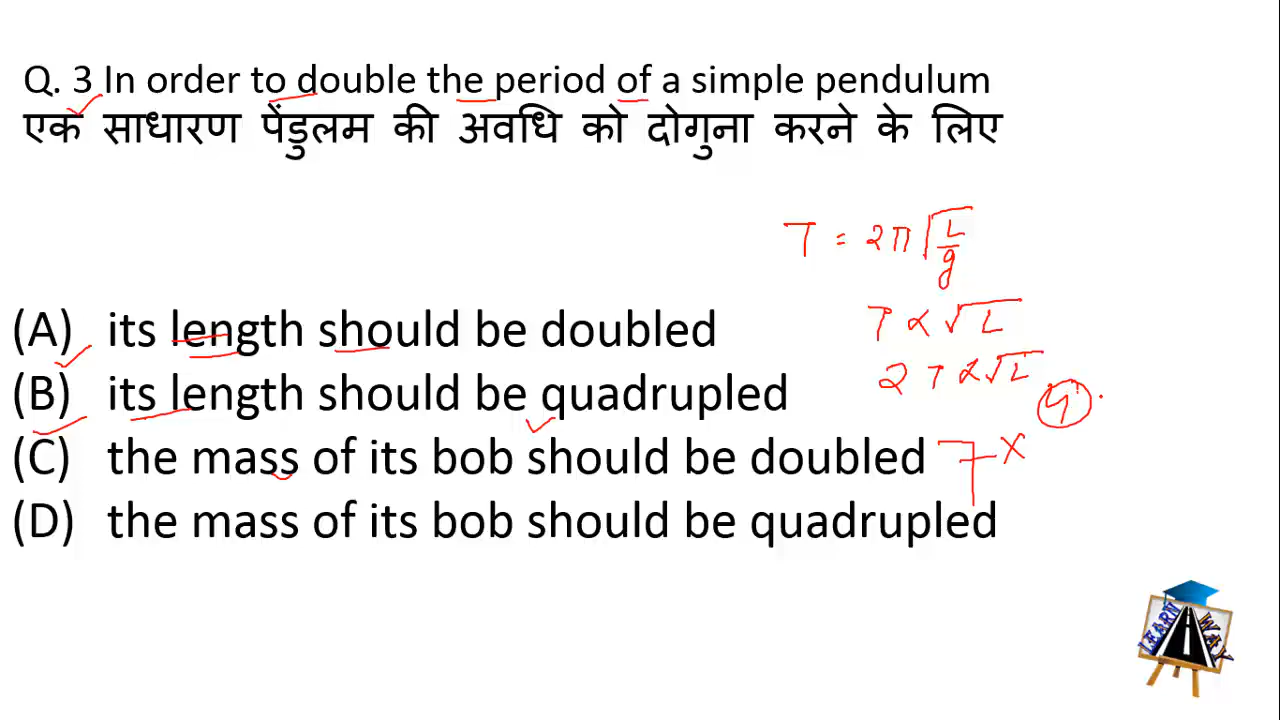 Q. 3 In order to double the period of a simple pendulum
एक साधारण पेंडुलम की अवधि को दोगुना करने के लिए
T = 2π√L/g
(A) its length should be doubled
T ∝ √L
2T ∝ √L
(B) its length should be quadrupled
4
(C) the mass of its bob should be doubled
(D) the mass of its bob should be quadrupled
LEARN WAY